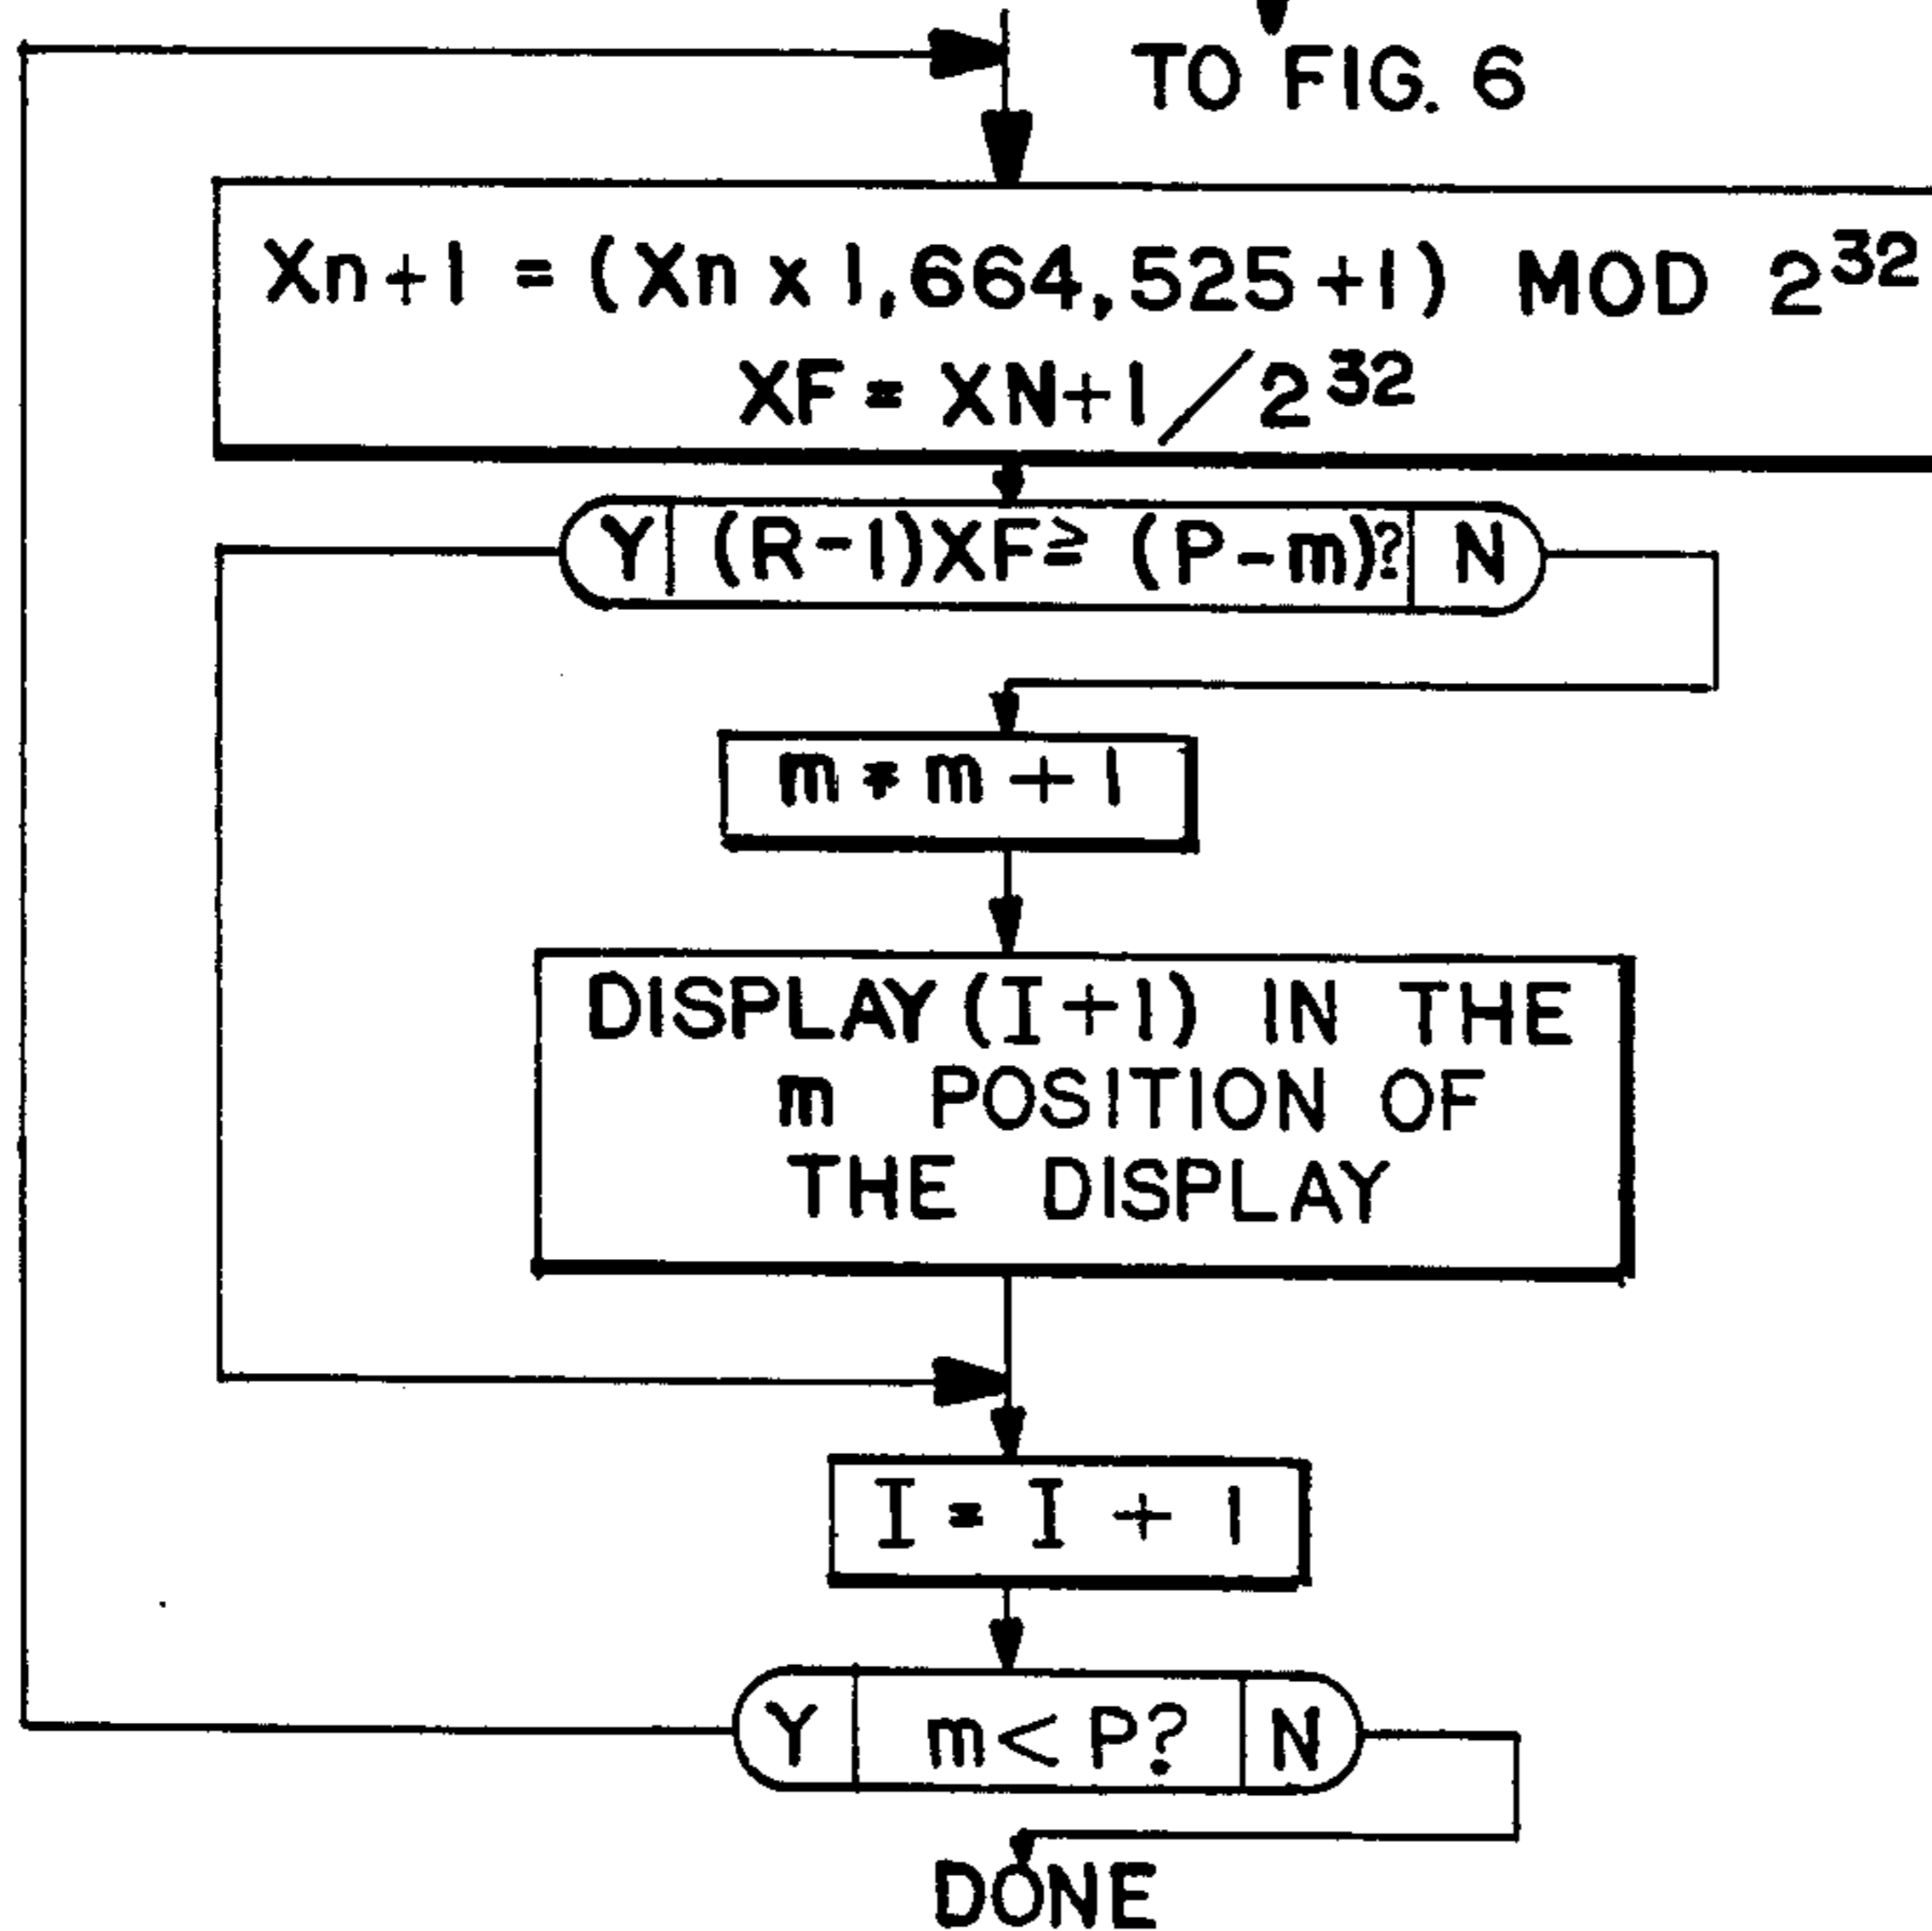 TO FIG. 6
Xn+1 = (Xn x 1,664,525+1) MOD 2³²
XF = XN+1/2³²
Y (R-1)XF≥ (P-m)? N
m = m + 1
DISPLAY (I+1) IN THE
m POSITION OF
THE DISPLAY
I = I + 1
Y m< P? N
DONE